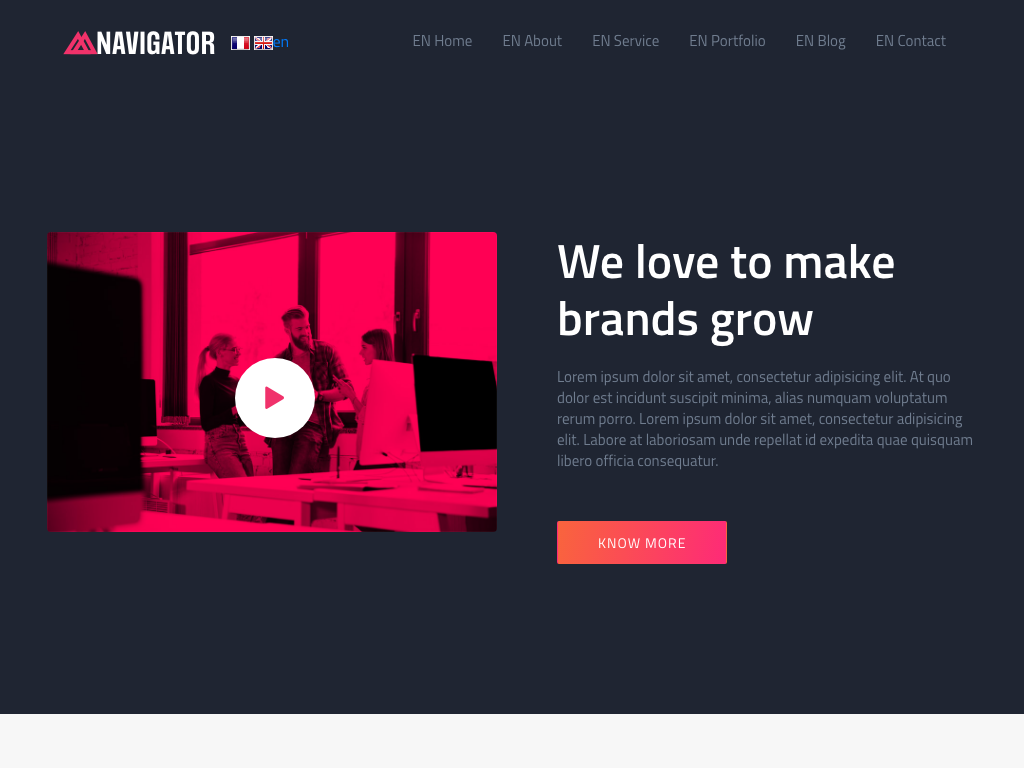 NAVIGATOR
en
EN Home
EN About
EN Service
EN Portfolio
EN Blog
EN Contact
We love to make
brands grow
Lorem ipsum dolor sit amet, consectetur adipisicing elit. At quo
dolor est incidunt suscipit minima, alias numquam voluptatum
rerum porro. Lorem ipsum dolor sit amet, consectetur adipisicing
elit. Labore at laboriosam unde repellat id expedita quae quisquam
libero officia consequatur.
KNOW MORE